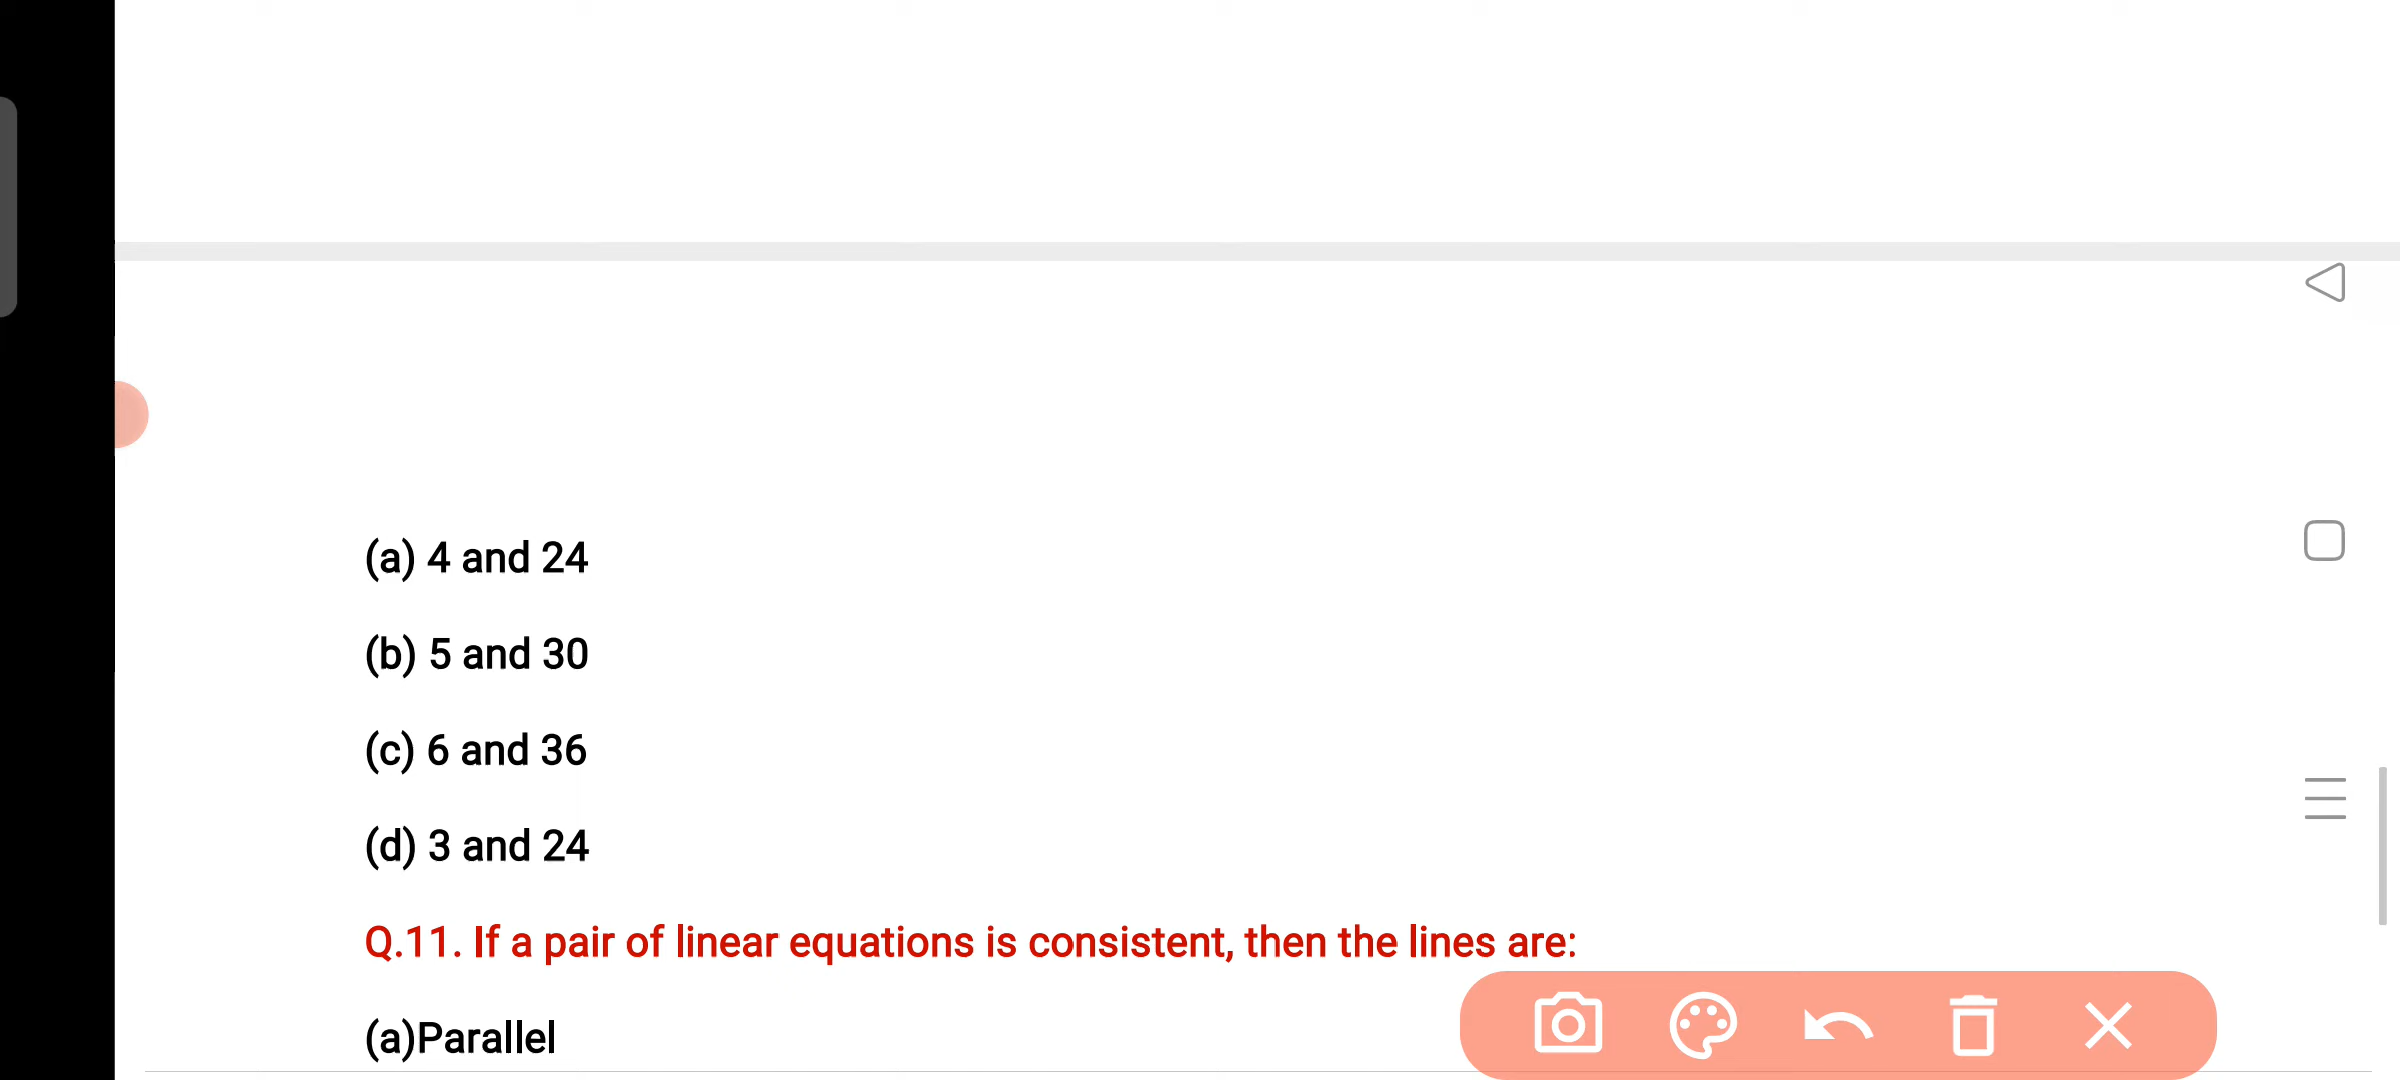 (a) 4 and 24
(b) 5 and 30
(c) 6 and 36
(d) 3 and 24
Q.11. If a pair of linear equations is consistent, then the lines are:
(a)Parallel